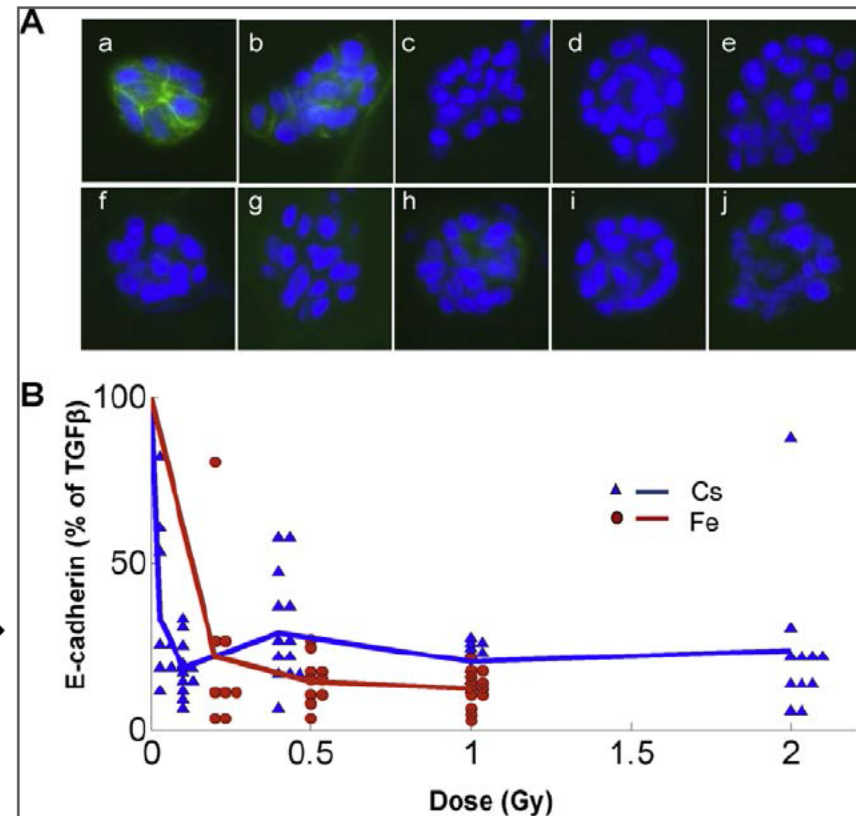 A
a b c d e
f g h i j
B
E-cadherin (% of TGFβ)
100
50
0
Cs
Fe
0 0.5 1 1.5 2
Dose (Gy)